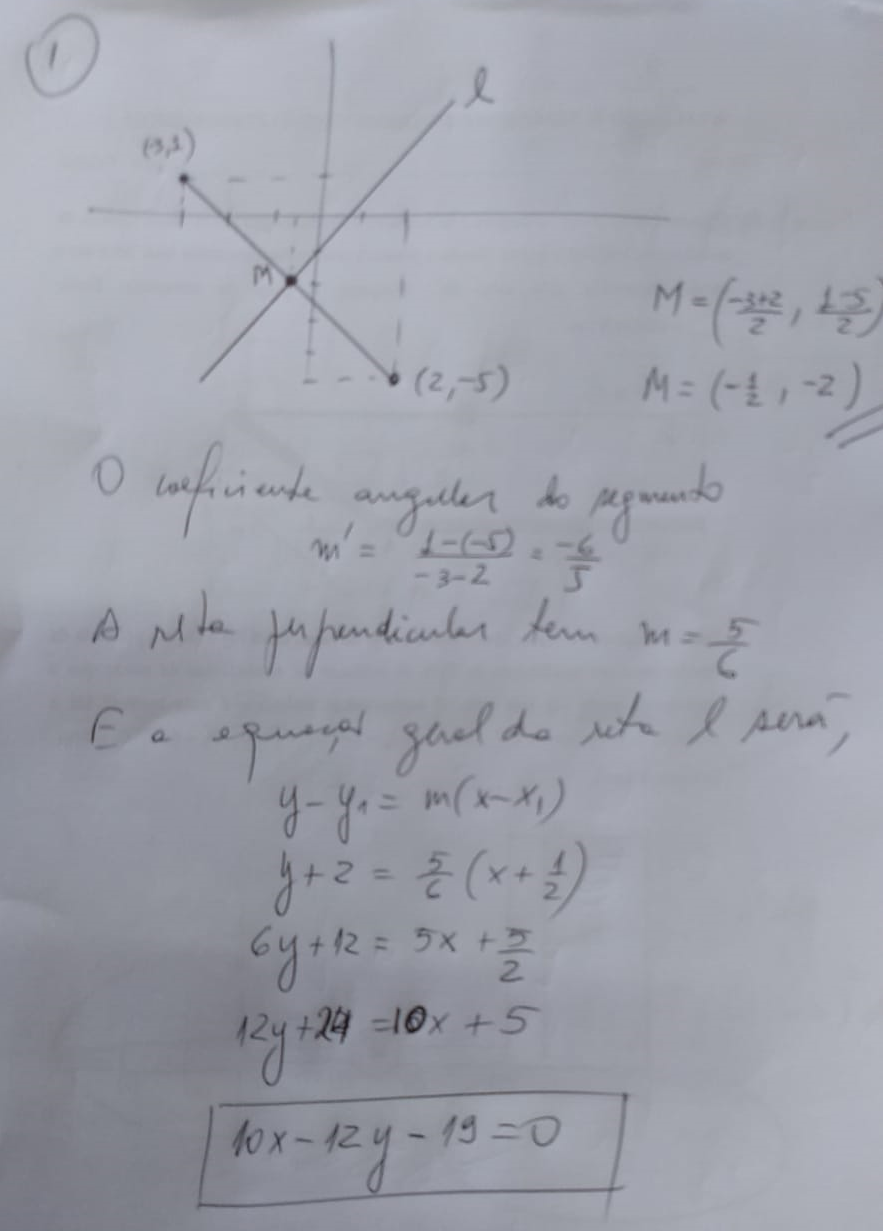 1
l
(-3,1)
M
(2,-5)
M = (-3+2/2 , 1-5/2)
M = (-1/2 , -2)
O coeficiente angular do segmento
m' = 1-(-5)/-3-2 = -6/5
A reta perpendicular tem m = 5/6
E a equação geral da reta l será,
y - y₁ = m(x - x₁)
y + 2 = 5/6 (x + 1/2)
6y + 12 = 5x + 5/2
12y + 24 = 10x + 5
10x - 12y - 19 = 0